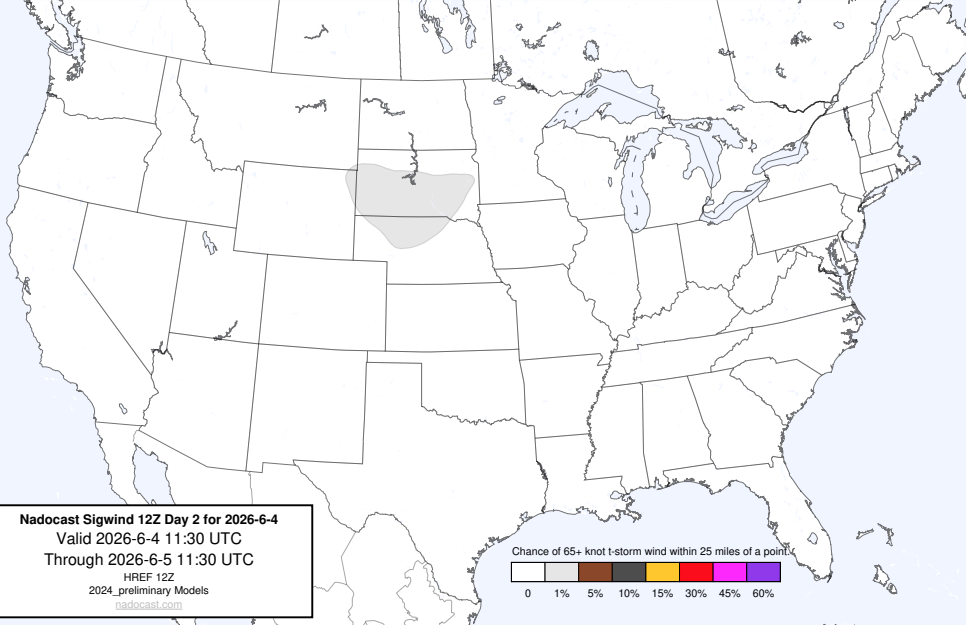 Nadocast Sigwind 12Z Day 2 for 2026-6-4
Valid 2026-6-4 11:30 UTC
Through 2026-6-5 11:30 UTC
HREF 12Z
2024_preliminary Models
nadocast.com
Chance of 65+ knot t-storm wind within 25 miles of a point.
0 1% 5% 10% 15% 30% 45% 60%